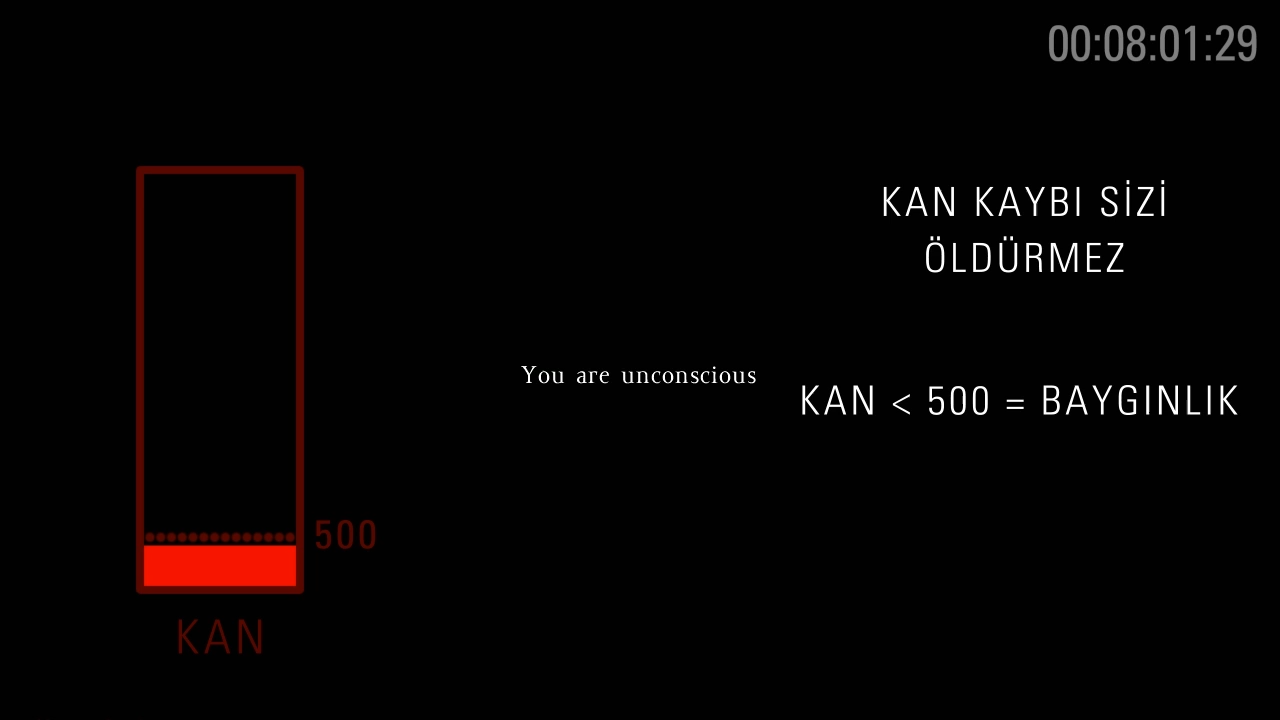 00:08:01:29
KAN KAYBI SİZİ
ÖLDÜRMEZ
You are unconscious
KAN < 500 = BAYGINLIK
500
KAN